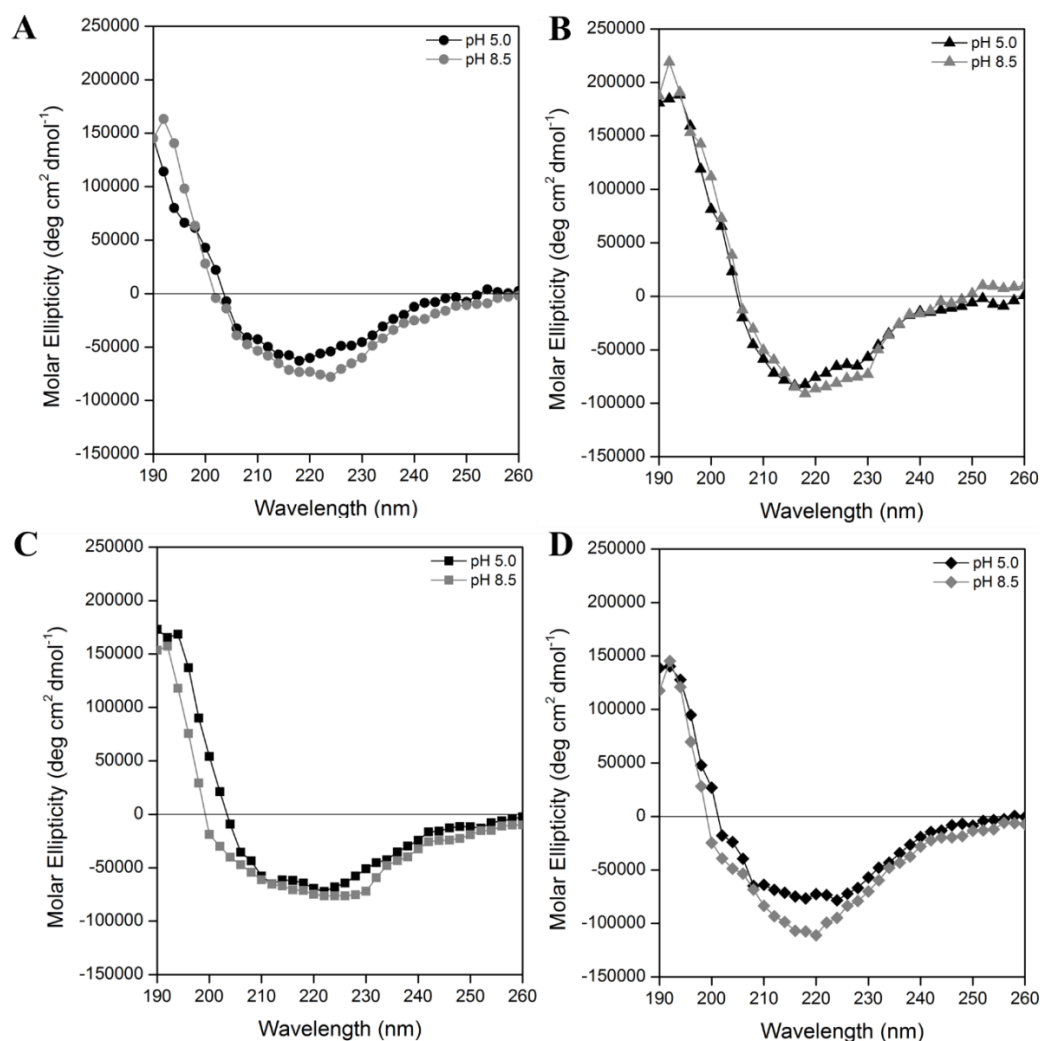 A
pH 5.0
pH 8.5
250000
200000
150000
100000
50000
0
-50000
-100000
-150000
190 200 210 220 230 240 250 260
Wavelength (nm)
Molar Ellipticity (deg cm² dmol⁻¹)
B
pH 5.0
pH 8.5
250000
200000
150000
100000
50000
0
-50000
-100000
-150000
190 200 210 220 230 240 250 260
Wavelength (nm)
Molar Ellipticity (deg cm² dmol⁻¹)
C
pH 5.0
pH 8.5
250000
200000
150000
100000
50000
0
-50000
-100000
-150000
190 200 210 220 230 240 250 260
Wavelength (nm)
Molar Ellipticity (deg cm² dmol⁻¹)
D
pH 5.0
pH 8.5
250000
200000
150000
100000
50000
0
-50000
-100000
-150000
190 200 210 220 230 240 250 260
Wavelength (nm)
Molar Ellipticity (deg cm² dmol⁻¹)